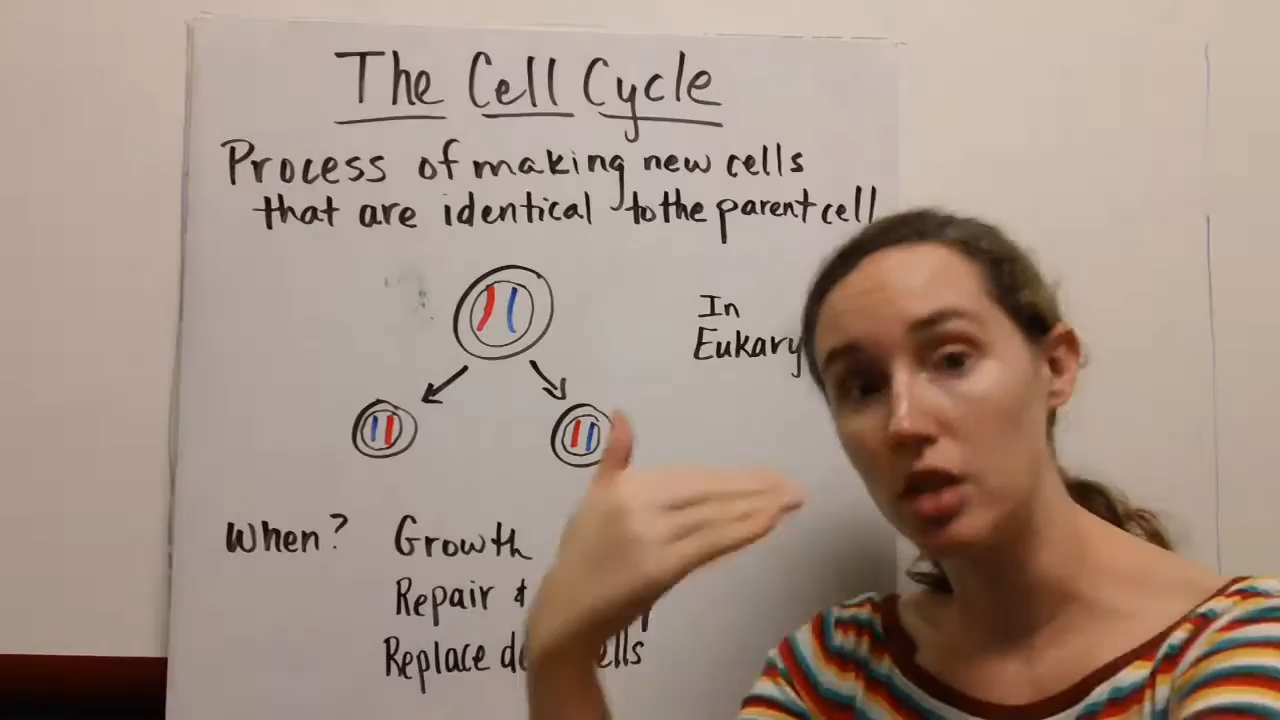 The Cell Cycle
Process of making new cells
that are identical to the parent cell
In
Eukary
When? Growth
Repair &
Replace